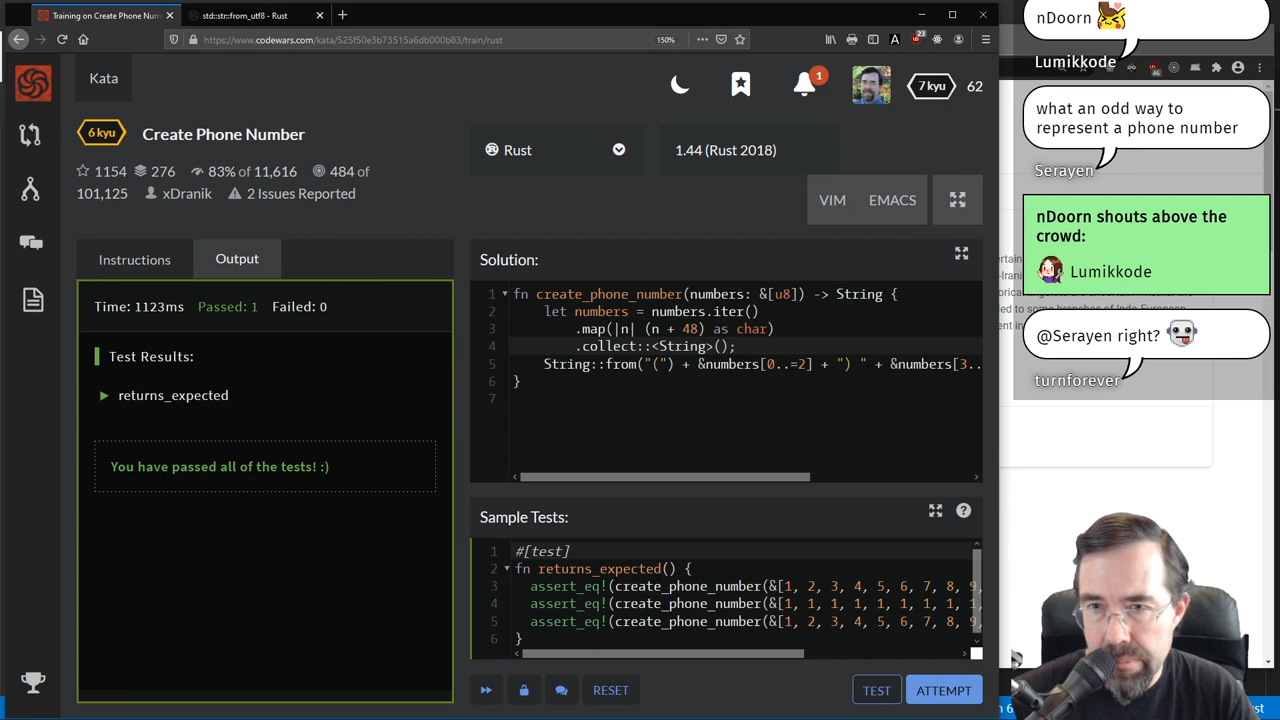 Training on Create Phone Num
std::str::from_utf8 - Rust
https://www.codewars.com/kata/525f50e3b73515a6db000b83/train/rust
150%
23
Kata
1
7 kyu
62
6 kyu
Create Phone Number
1154
276
83% of 11,616
484 of
101,125
xDranik
2 Issues Reported
Rust
1.44 (Rust 2018)
VIM
EMACS
Instructions
Output
Time: 1123ms
Passed: 1
Failed: 0
Test Results:
returns_expected
You have passed all of the tests! :)
Solution:
1 fn create_phone_number(numbers: &[u8]) -> String {
2 let numbers = numbers.iter()
3 .map(|n| (n + 48) as char)
4 .collect::<String>();
5 String::from("(") + &numbers[0..=2] + ") " + &numbers[3..
6 }
7
Sample Tests:
1 #[test]
2 fn returns_expected() {
3 assert_eq!(create_phone_number(&[1, 2, 3, 4, 5, 6, 7, 8, 9,
4 assert_eq!(create_phone_number(&[1, 1, 1, 1, 1, 1, 1, 1, 1,
5 assert_eq!(create_phone_number(&[1, 2, 3, 4, 5, 6, 7, 8, 9,
6 }
RESET
TEST
ATTEMPT
nDoorn
Lumikkode
what an odd way to
represent a phone number
Serayen
nDoorn shouts above the
crowd:
Lumikkode
@Serayen right?
turnforever